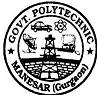 GOVT POLYTECHNIC
MANESAR (Gurgaon)